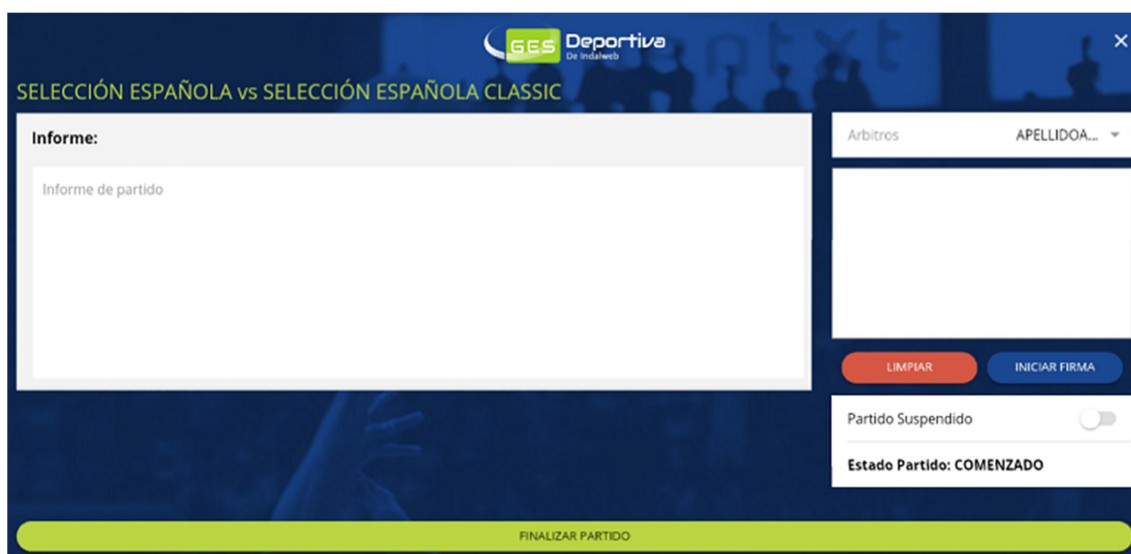 GES Deportiva
De Indalweb
SELECCIÓN ESPAÑOLA vs SELECCIÓN ESPAÑOLA CLASSIC
Informe:
Informe de partido
Arbitros APELLIDOA...
LIMPIAR INICIAR FIRMA
Partido Suspendido
Estado Partido: COMENZADO
FINALIZAR PARTIDO